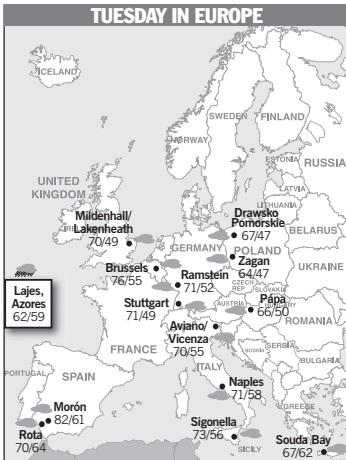 TUESDAY IN EUROPE
ICELAND
SWEDEN
FINLAND
NORWAY
ESTONIA
RUSSIA
LATVIA
UNITED
KINGDOM
LITHUANIA
Mildenhall/
Lakenheath
70/49
Drawsko
Pomorskie
67/47
BELARUS
GERMANY
POLAND
Zagan
64/47
Brussels
76/55
Ramstein
71/52
UKRAINE
CZECH
REP
SLOVAKIA
Lajes,
Azores
62/59
Stuttgart
71/49
AUSTRIA
Pápa
66/50
HUNGARY
Aviano/
Vicenza
70/55
ROMANIA
FRANCE
BOSNIA
SERBIA
BULGARIA
ITALY
PORTUGAL
SPAIN
Naples
71/58
Morón
82/61
GREECE
Sigonella
73/56
Rota
70/64
SICILY
Souda Bay
67/62